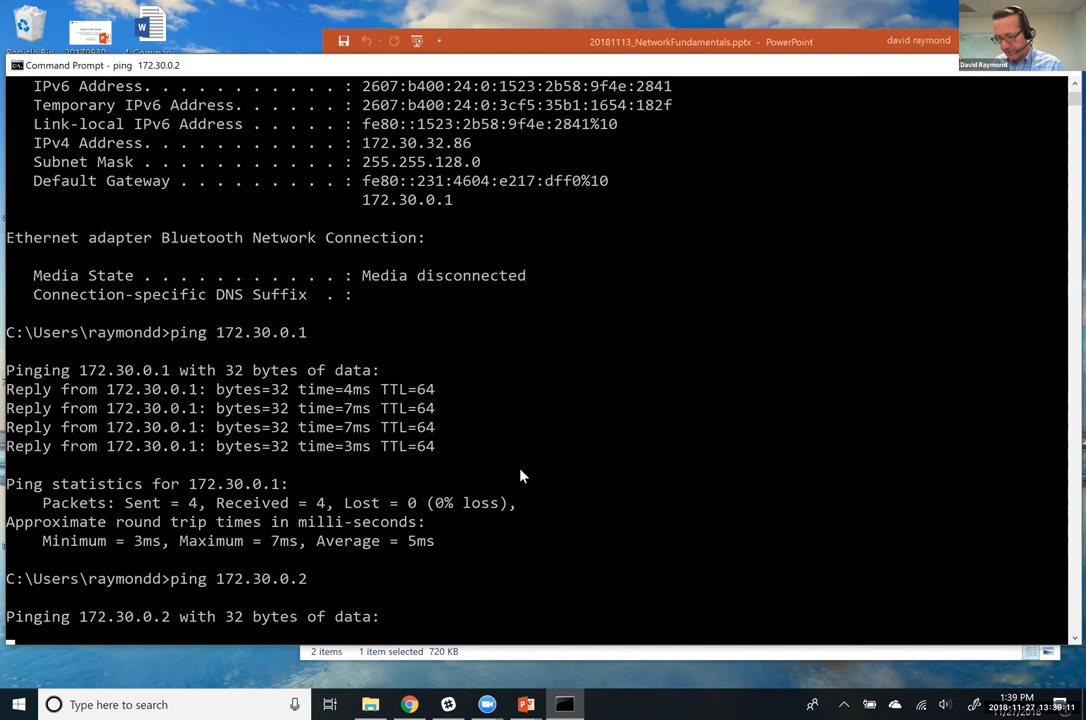 20181113_NetworkFundamentals.pptx - PowerPoint
david raymond
David Raymond
Command Prompt - ping  172.30.0.2
IPv6 Address. . . . . . . . . . . : 2607:b400:24:0:1523:2b58:9f4e:2841
Temporary IPv6 Address. . . . . . : 2607:b400:24:0:3cf5:35b1:1654:182f
Link-local IPv6 Address . . . . . : fe80::1523:2b58:9f4e:2841%10
IPv4 Address. . . . . . . . . . . : 172.30.32.86
Subnet Mask . . . . . . . . . . . : 255.255.128.0
Default Gateway . . . . . . . . . : fe80::231:4604:e217:dff0%10
172.30.0.1
Ethernet adapter Bluetooth Network Connection:
Media State . . . . . . . . . . . : Media disconnected
Connection-specific DNS Suffix  . :
C:\Users\raymondd>ping 172.30.0.1
Pinging 172.30.0.1 with 32 bytes of data:
Reply from 172.30.0.1: bytes=32 time=4ms TTL=64
Reply from 172.30.0.1: bytes=32 time=7ms TTL=64
Reply from 172.30.0.1: bytes=32 time=7ms TTL=64
Reply from 172.30.0.1: bytes=32 time=3ms TTL=64
Ping statistics for 172.30.0.1:
Packets: Sent = 4, Received = 4, Lost = 0 (0% loss),
Approximate round trip times in milli-seconds:
Minimum = 3ms, Maximum = 7ms, Average = 5ms
C:\Users\raymondd>ping 172.30.0.2
Pinging 172.30.0.2 with 32 bytes of data:
2 items    1 item selected  720 KB
Type here to search
1:39 PM
2018-11-27 13:39:11